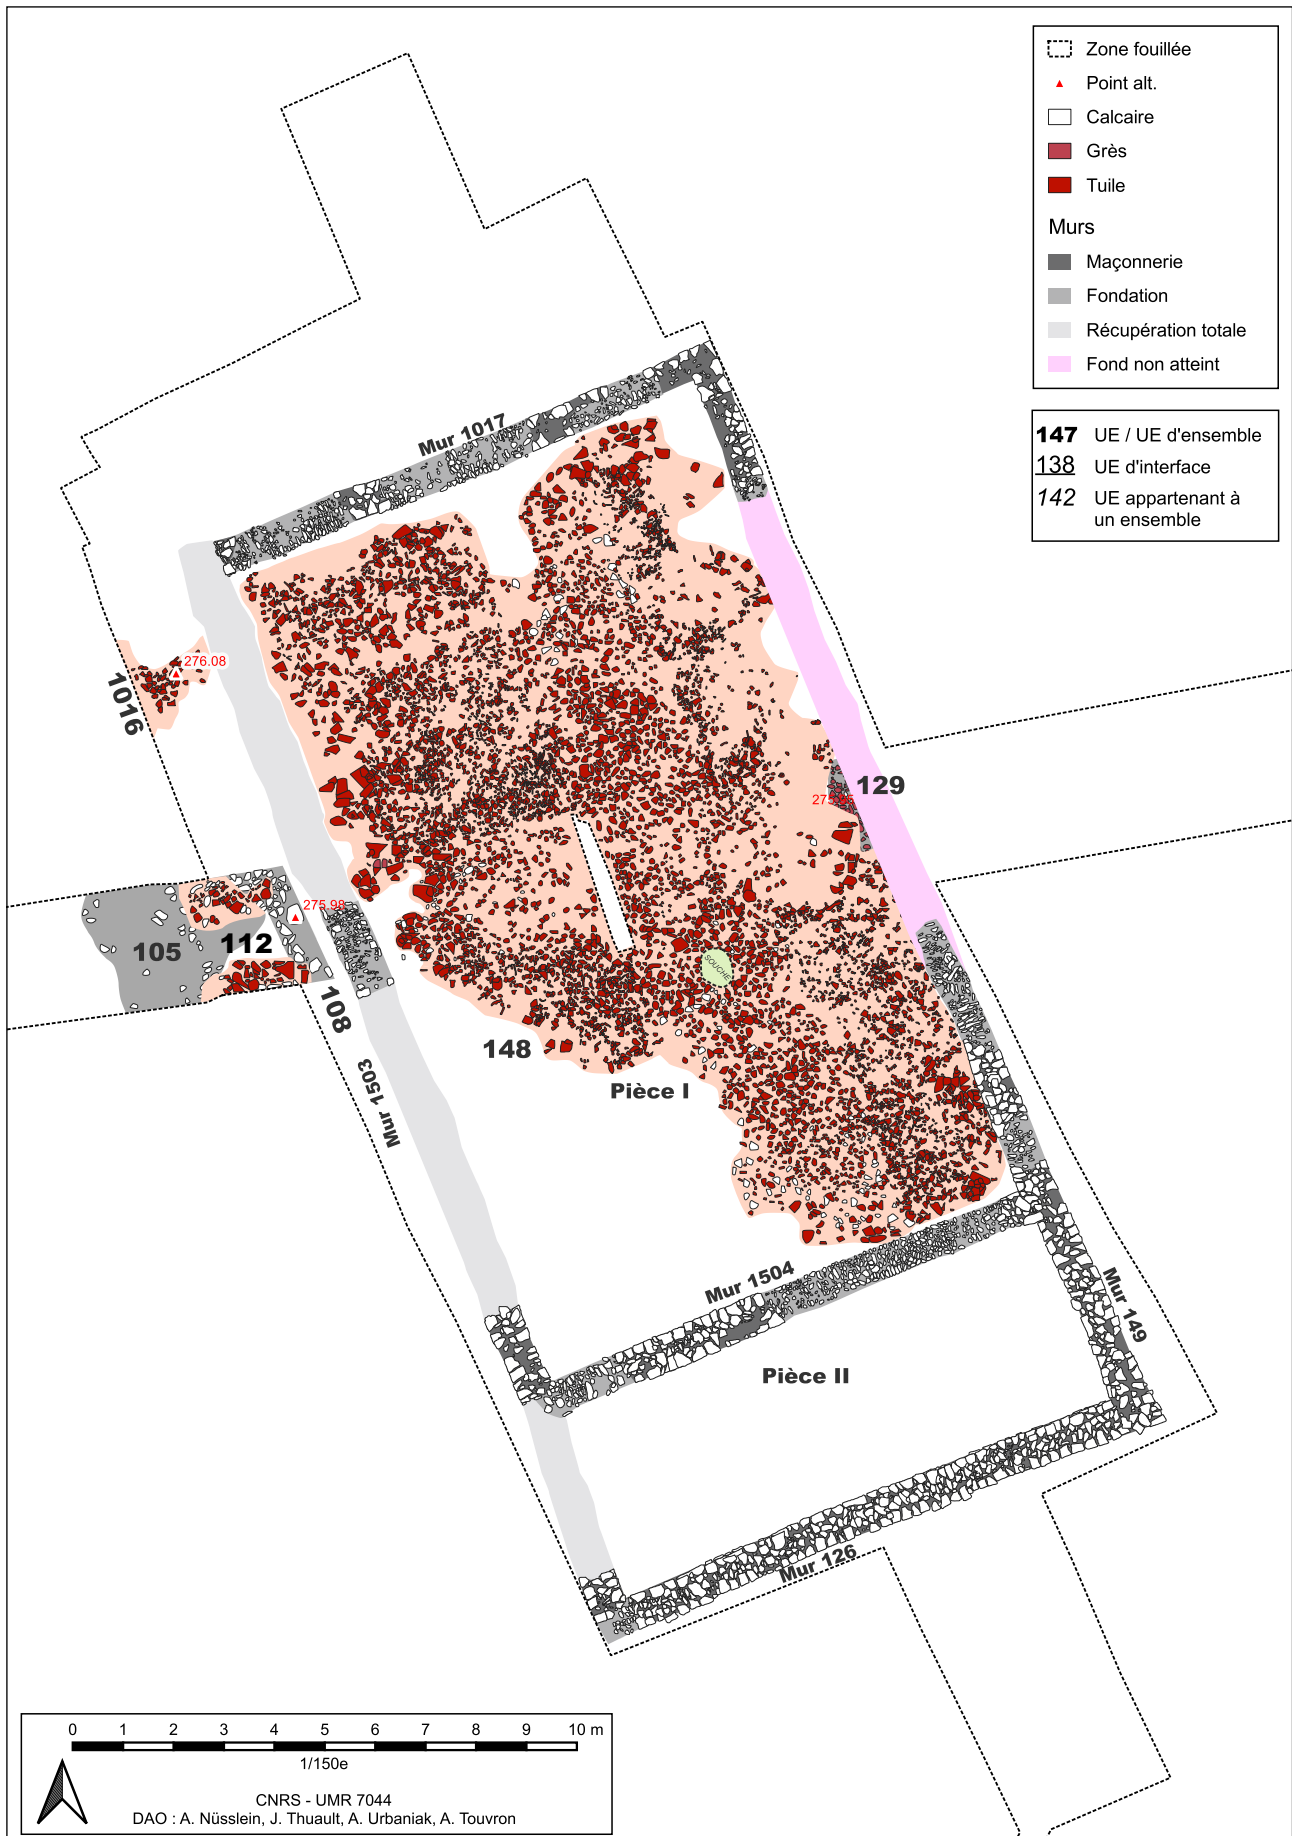 Zone fouillée
Point alt.
Calcaire
Grès
Tuile
Murs
Maçonnerie
Fondation
Récupération totale
Fond non atteint
147 UE / UE d'ensemble
138 UE d'interface
142 UE appartenant à
un ensemble
Mur 1017
276.08
1016
129
275.98
105
112
108
SOUCHE
148
Pièce I
Mur 1503
Mur 1504
Mur 149
Pièce II
Mur 126
0 1 2 3 4 5 6 7 8 9 10 m
1/150e
CNRS - UMR 7044
DAO : A. Nüsslein, J. Thuault, A. Urbaniak, A. Touvron